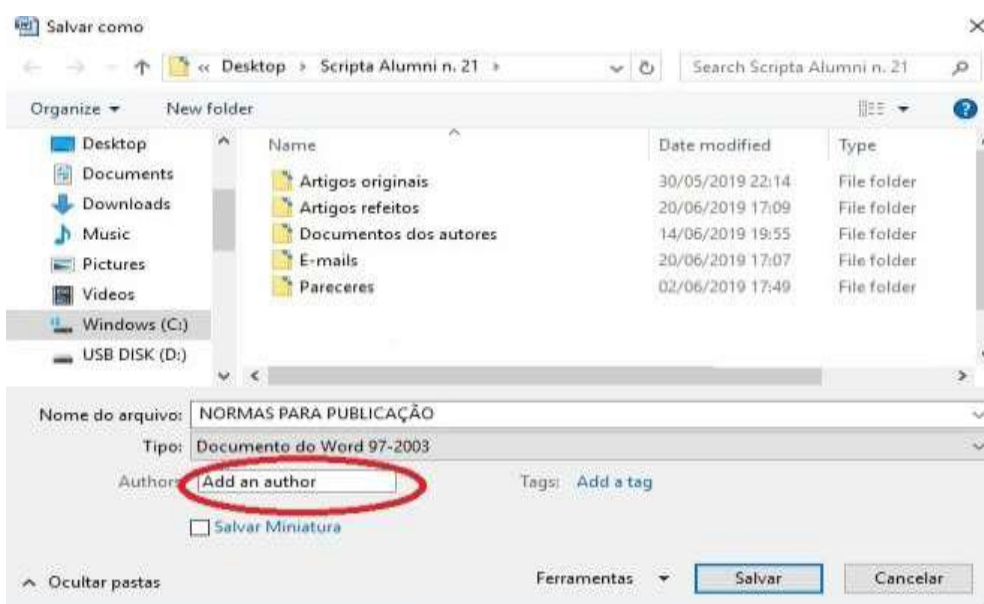 Salvar como
« Desktop › Scripta Alumni n. 21 › Search Scripta Alumni n. 21
Organize New folder
Desktop
Documents
Downloads
Music
Pictures
Videos
Windows (C:)
USB DISK (D:)
Name Date modified Type
Artigos originais 30/05/2019 22:14 File folder
Artigos refeitos 20/06/2019 17:09 File folder
Documentos dos autores 14/06/2019 19:55 File folder
E-mails 20/06/2019 17:07 File folder
Pareceres 02/06/2019 17:49 File folder
Nome do arquivo: NORMAS PARA PUBLICAÇÃO
Tipo: Documento do Word 97-2003
Author Add an author Tags: Add a tag
Salvar Miniatura
Ocultar pastas Ferramentas Salvar Cancelar